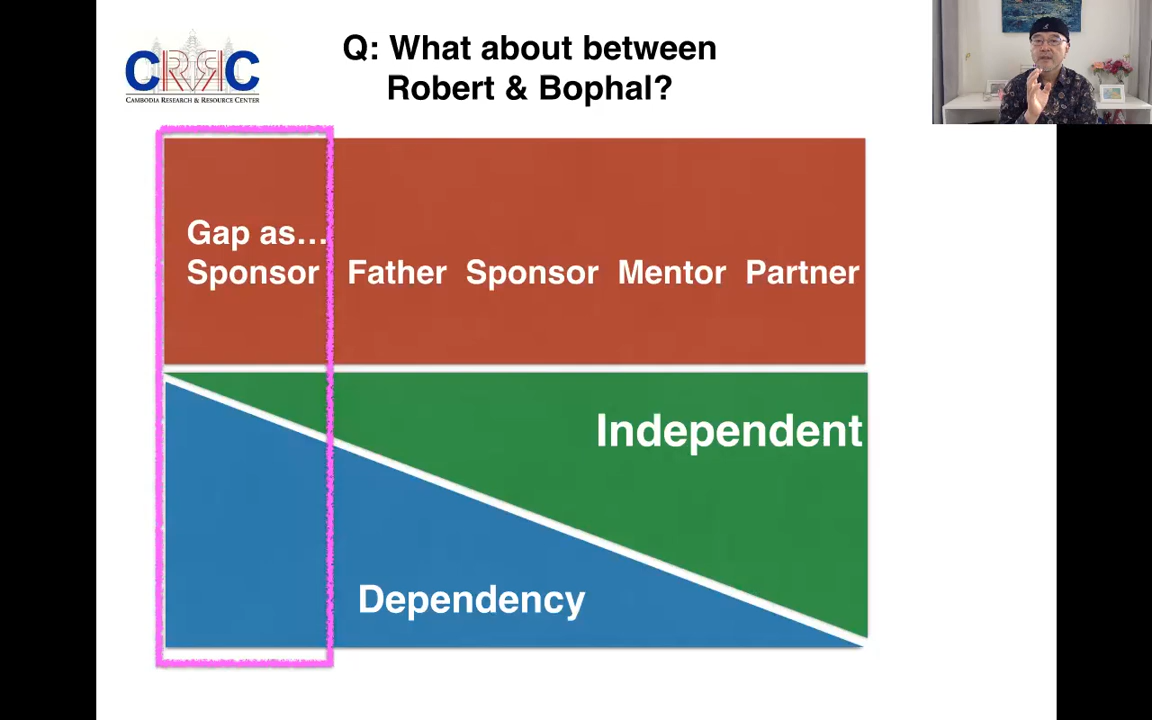 Q: What about between
Robert & Bophal?
CRRC
CAMBODIA RESEARCH & RESOURCE CENTER
Gap as…
Sponsor Father Sponsor Mentor Partner
Independent
Dependency